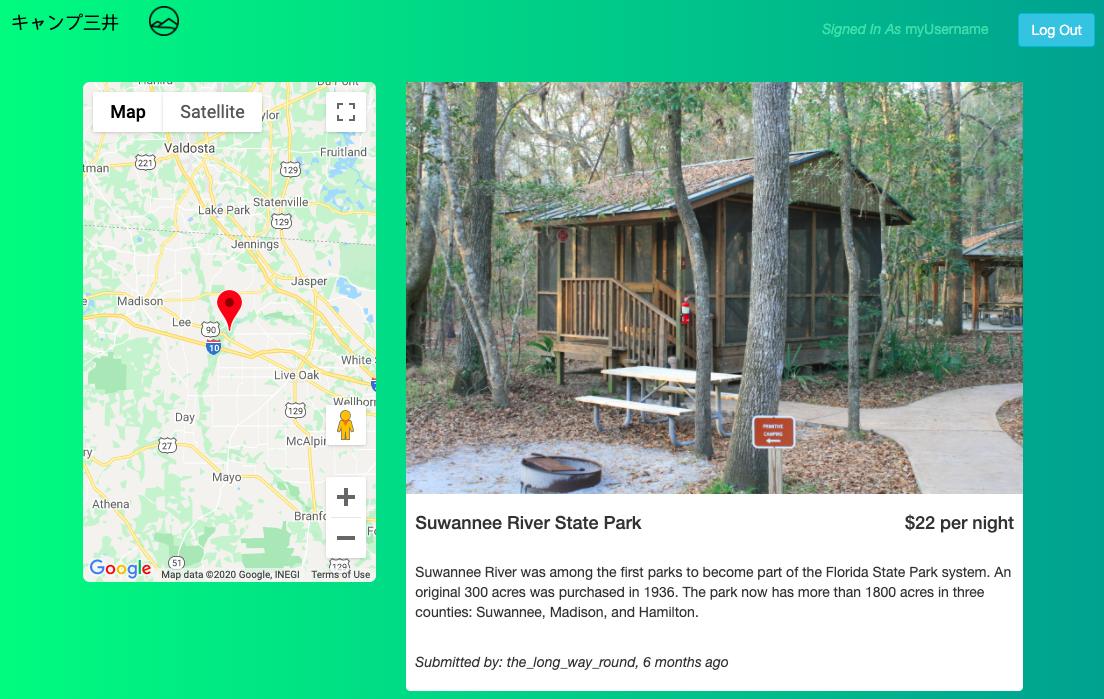 キャンプ三井
Signed In As myUsername
Log Out
Map
Satellite
Valdosta
221
129
Fruitland
Statenville
Lake Park
129
Jennings
Jasper
Madison
Lee
90
10
White
Live Oak
Wellborn
129
Day
27
McAlpi
Mayo
Athena
Branf
51
129
Google
Map data ©2020 Google, INEGI
Terms of Use
PRIMITIVE
CAMPING
Suwannee River State Park
$22 per night
Suwannee River was among the first parks to become part of the Florida State Park system. An
original 300 acres was purchased in 1936. The park now has more than 1800 acres in three
counties: Suwannee, Madison, and Hamilton.
Submitted by: the_long_way_round, 6 months ago